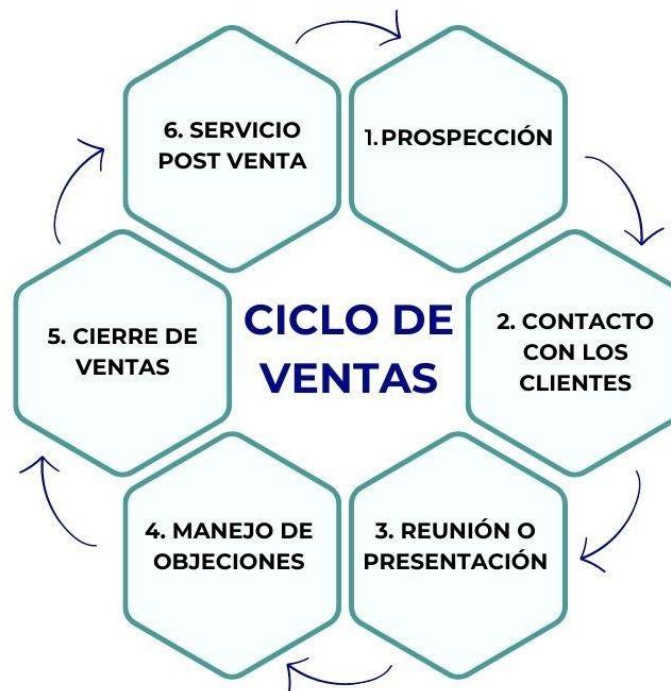 6. SERVICIO
POST VENTA
1.PROSPECCIÓN
CICLO DE
VENTAS
2. CONTACTO
CON LOS
CLIENTES
3. REUNIÓN O
PRESENTACIÓN
4. MANEJO DE
OBJECIONES
5. CIERRE DE
VENTAS